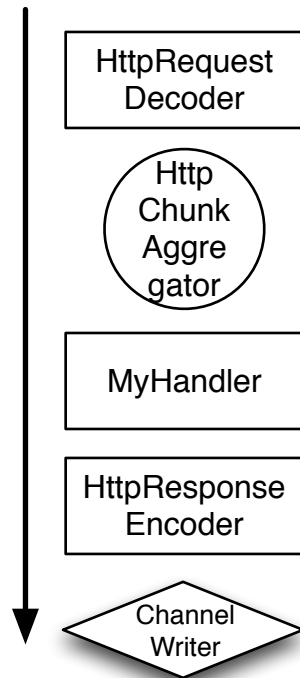 HttpRequest
Decoder
Http
Chunk
Aggre
gator
MyHandler
HttpResponse
Encoder
Channel
Writer